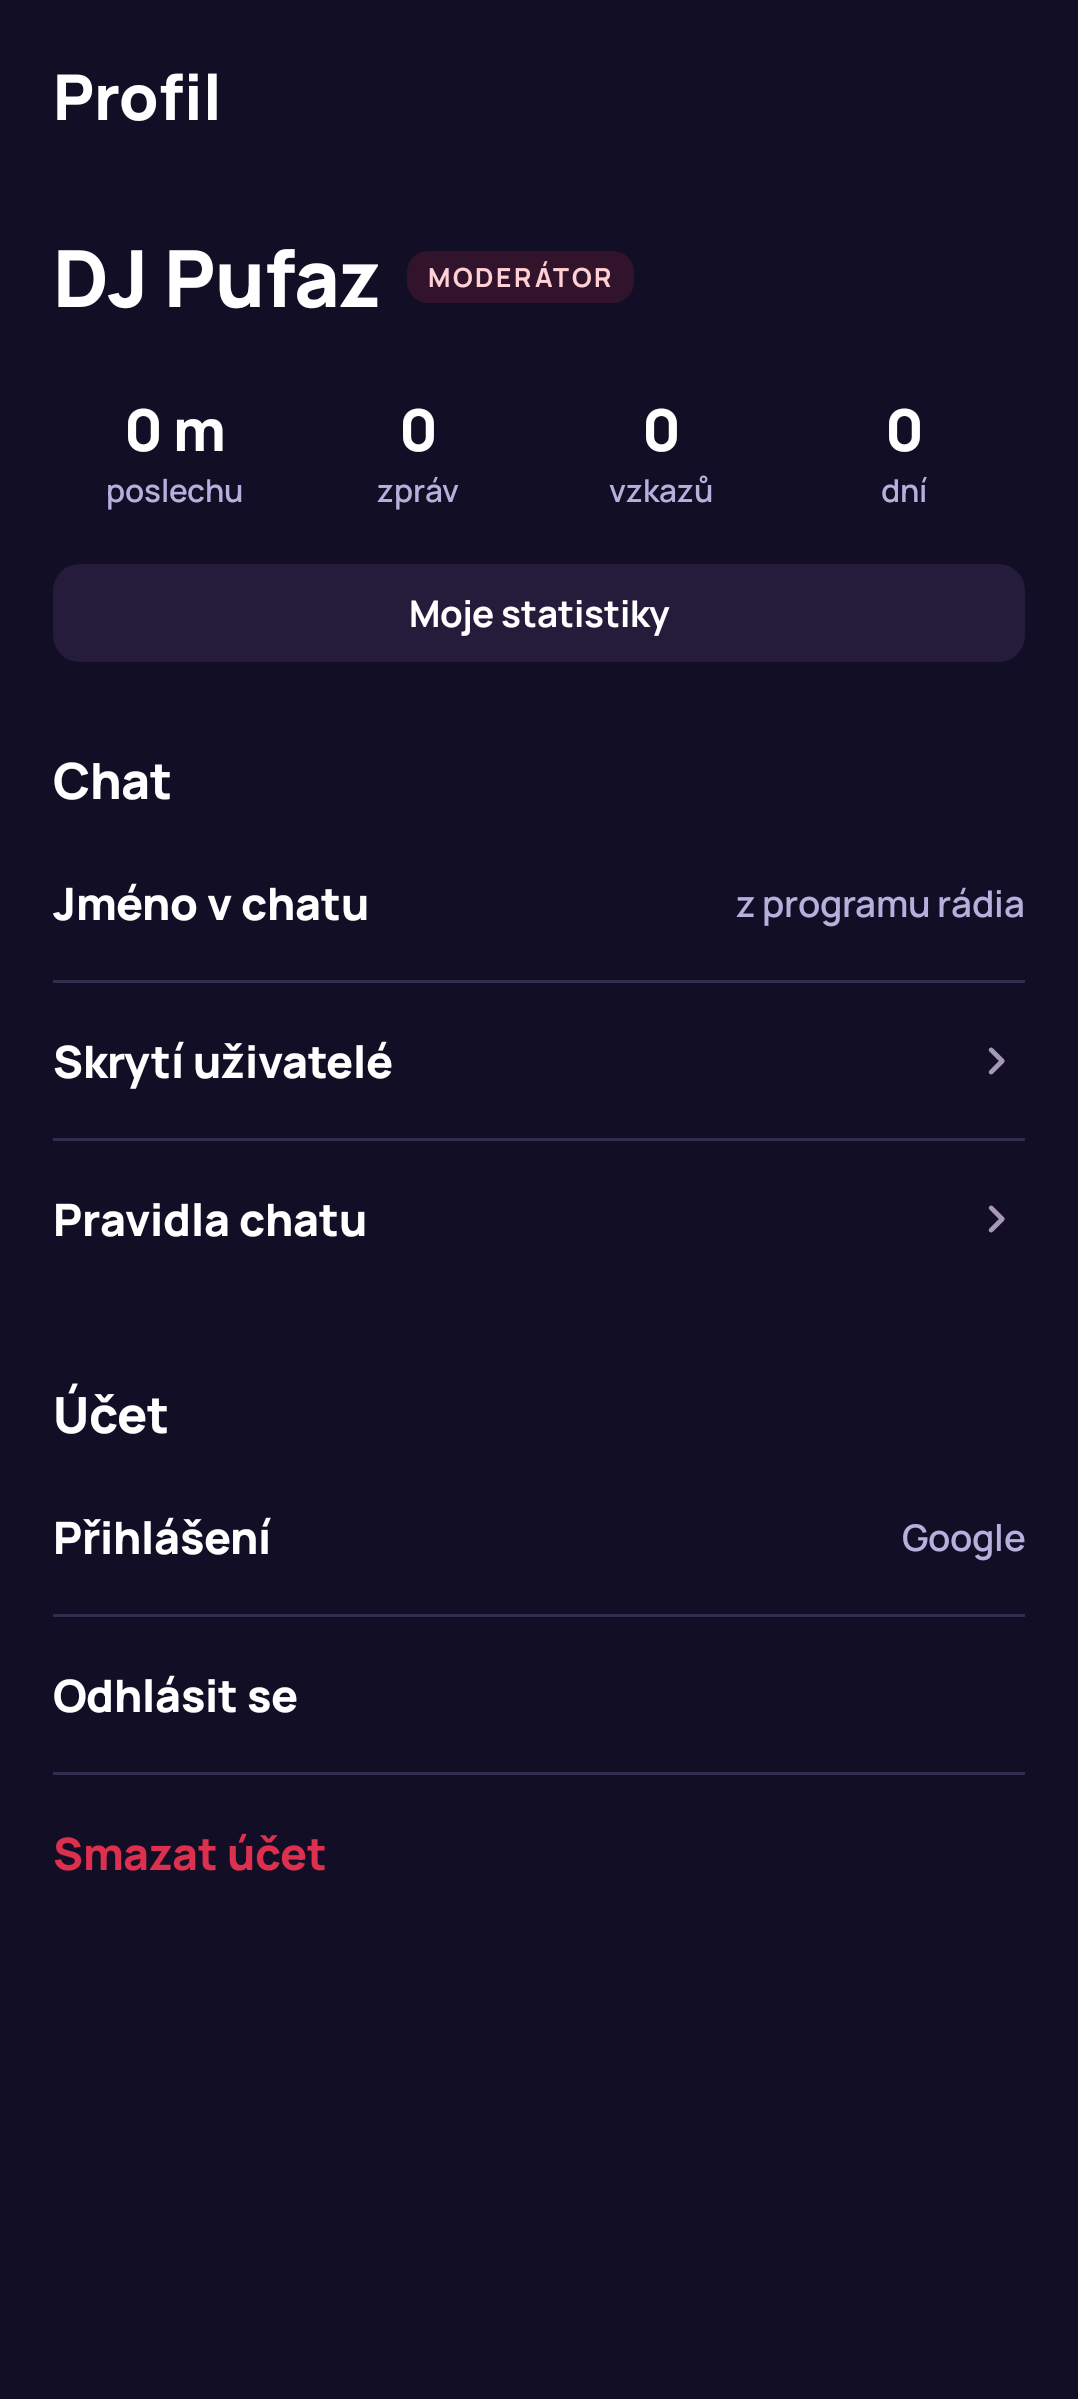 Profil
DJ Pufaz MODERÁTOR
0 m 0 0 0
poslechu zpráv vzkazů dní
Moje statistiky
Chat
Jméno v chatu z programu rádia
Skrytí uživatelé
Pravidla chatu
Účet
Přihlášení Google
Odhlásit se
Smazat účet